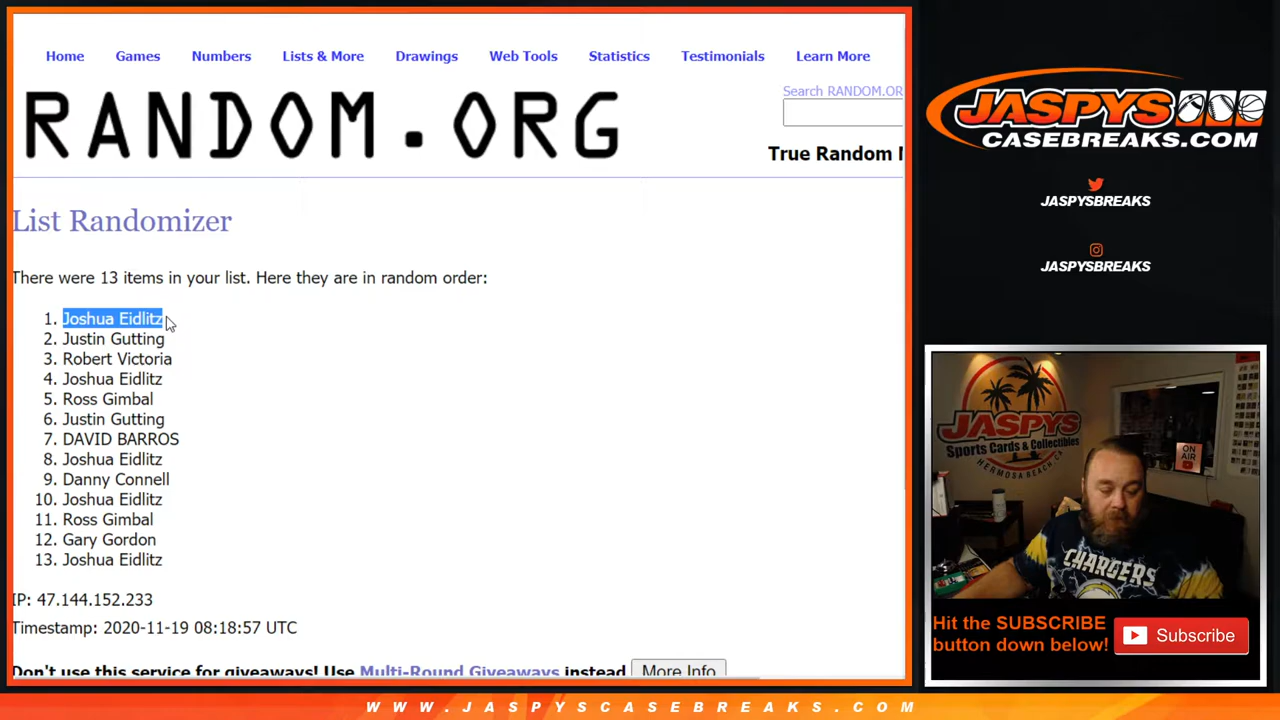 Home Games Numbers Lists & More Drawings Web Tools Statistics Testimonials Learn More
RANDOM.ORG
Search RANDOM.OR
True Random
List Randomizer
There were 13 items in your list. Here they are in random order:
1. Joshua Eidlitz
2. Justin Gutting
3. Robert Victoria
4. Joshua Eidlitz
5. Ross Gimbal
6. Justin Gutting
7. DAVID BARROS
8. Joshua Eidlitz
9. Danny Connell
10. Joshua Eidlitz
11. Ross Gimbal
12. Gary Gordon
13. Joshua Eidlitz
IP: 47.144.152.233
Timestamp: 2020-11-19 08:18:57 UTC
Don't use this service for giveaways! Use Multi-Round Giveaways instead More Info
JASPYS
CASEBREAKS.COM
JASPYSBREAKS
JASPYSBREAKS
JASPYS
Sports Cards & Collectibles
HERMOSA BEACH, CA
ON
AIR
CHARGERS
Hit the SUBSCRIBE
button down below!
Subscribe
WWW.JASPYSCASEBREAKS.COM